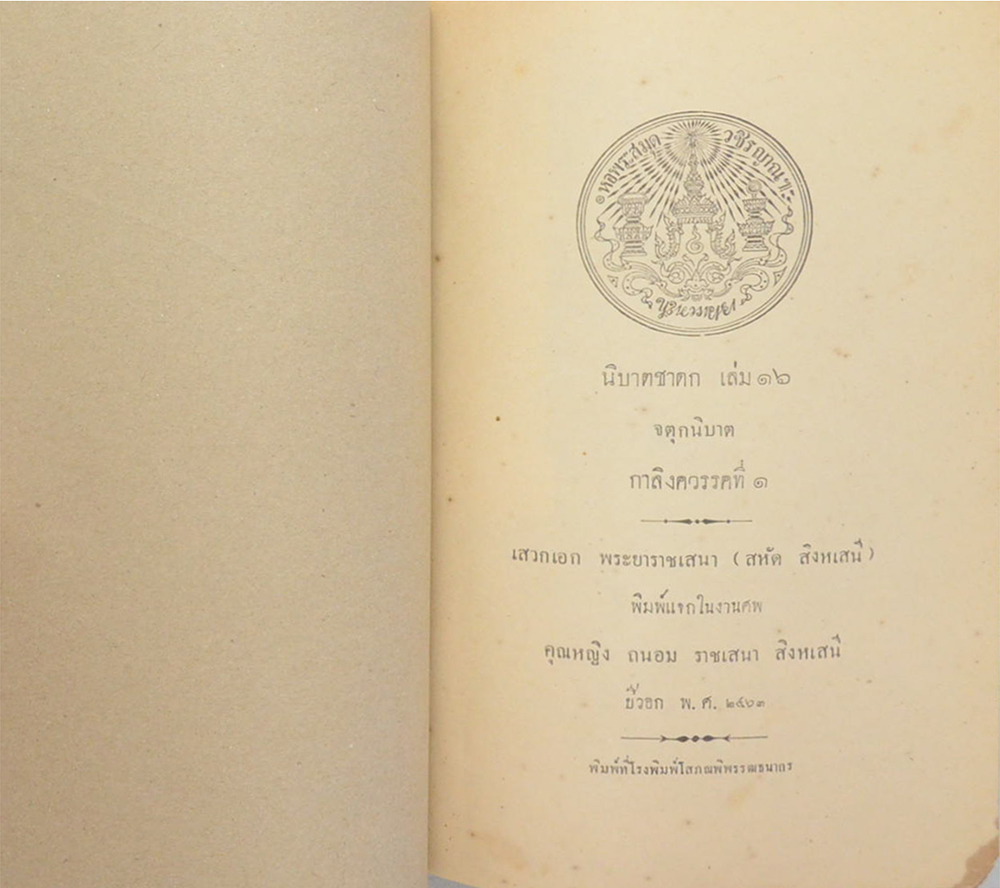 ๏ หอพระสมุด วชิรญาณ ฯ
นิบาตชาดก เล่ม ๑๖
จตุกนิบาต
กาลิงควรรคที่ ๑
เสวกเอก พระยาราชเสนา ( สหัด สิงหเสนี )
พิมพ์แจกในงานศพ
คุณหญิง ถนอม ราชเสนา สิงหเสนี
ปีวอก พ. ศ. ๒๔๖๓
พิมพ์ที่โรงพิมพ์โสภณพิพรรฒธนากร